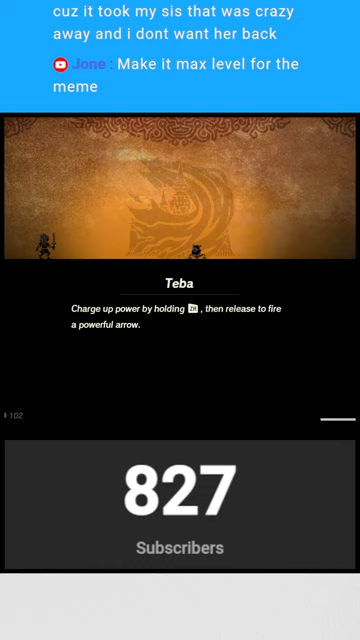 cuz it took my sis that was crazy
away and i dont want her back
Jone : Make it max level for the
meme
Teba
Charge up power by holding ZR , then release to fire
a powerful arrow.
102
827
Subscribers